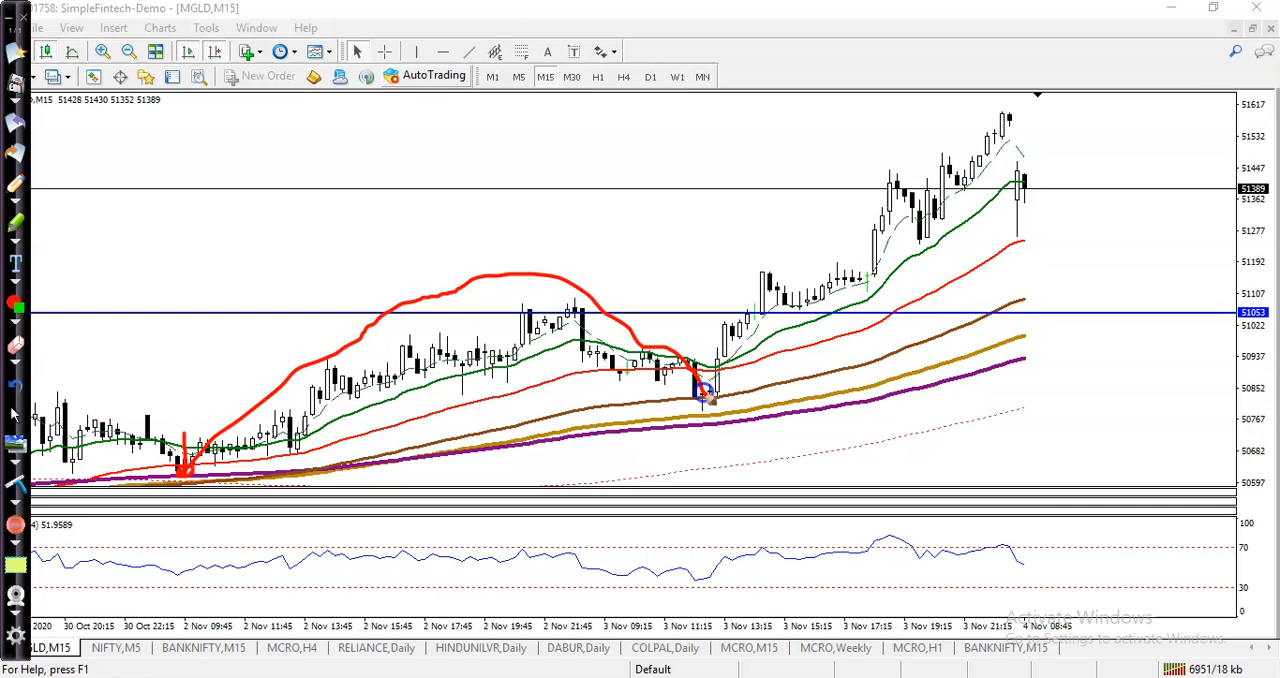 01758: SimpleFintech-Demo - [MGLD,M15]
1/1
File View Insert Charts Tools Window Help
New Order AutoTrading M1 M5 M15 M30 H1 H4 D1 W1 MN
D,M15 51428 51430 51352 51389
51617
51532
51447
51389
51362
51277
51192
51107
51053
51022
50937
50852
50767
50682
50597
4) 51.9589
100
70
30
0
2020 30 Oct 20:15 30 Oct 22:15 2 Nov 09:45 2 Nov 11:45 2 Nov 13:45 2 Nov 15:45 2 Nov 17:45 2 Nov 19:45 2 Nov 21:45 3 Nov 09:15 3 Nov 11:15 3 Nov 13:15 3 Nov 15:15 3 Nov 17:15 3 Nov 19:15 3 Nov 21:15 4 Nov 08:45
Activate Windows
Go to Settings to activate Windows.
GLD,M15 NIFTY,M5 BANKNIFTY,M15 MCRO,H4 RELIANCE,Daily HINDUNILVR,Daily DABUR,Daily COLPAL,Daily MCRO,M15 MCRO,Weekly MCRO,H1 BANKNIFTY,M15
For Help, press F1 Default 6951/18 kb